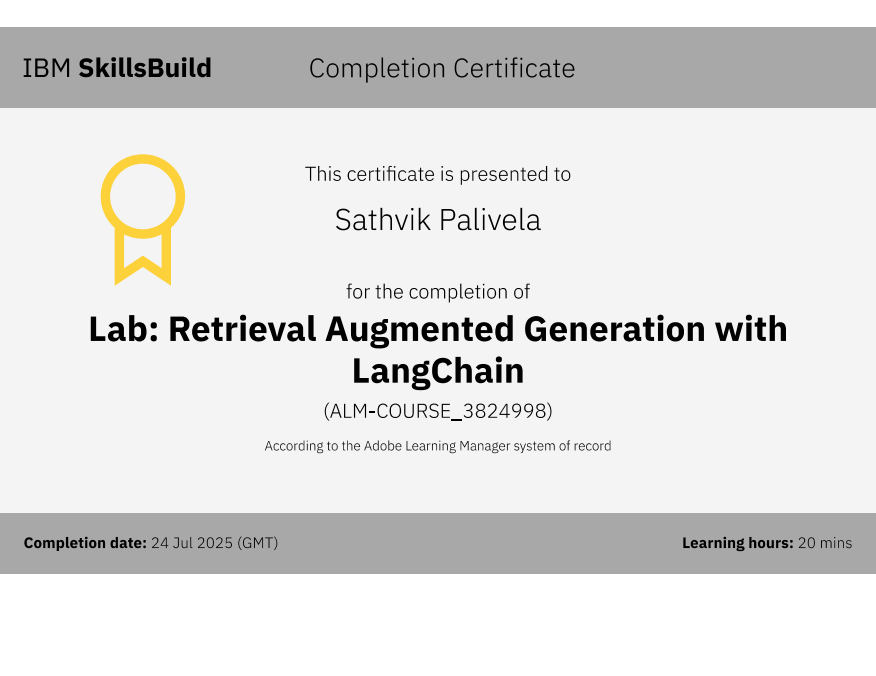 IBM SkillsBuild
Completion Certificate
This certificate is presented to
Sathvik Palivela
for the completion of
Lab: Retrieval Augmented Generation with
LangChain
(ALM-COURSE_3824998)
According to the Adobe Learning Manager system of record
Completion date: 24 Jul 2025 (GMT)
Learning hours: 20 mins